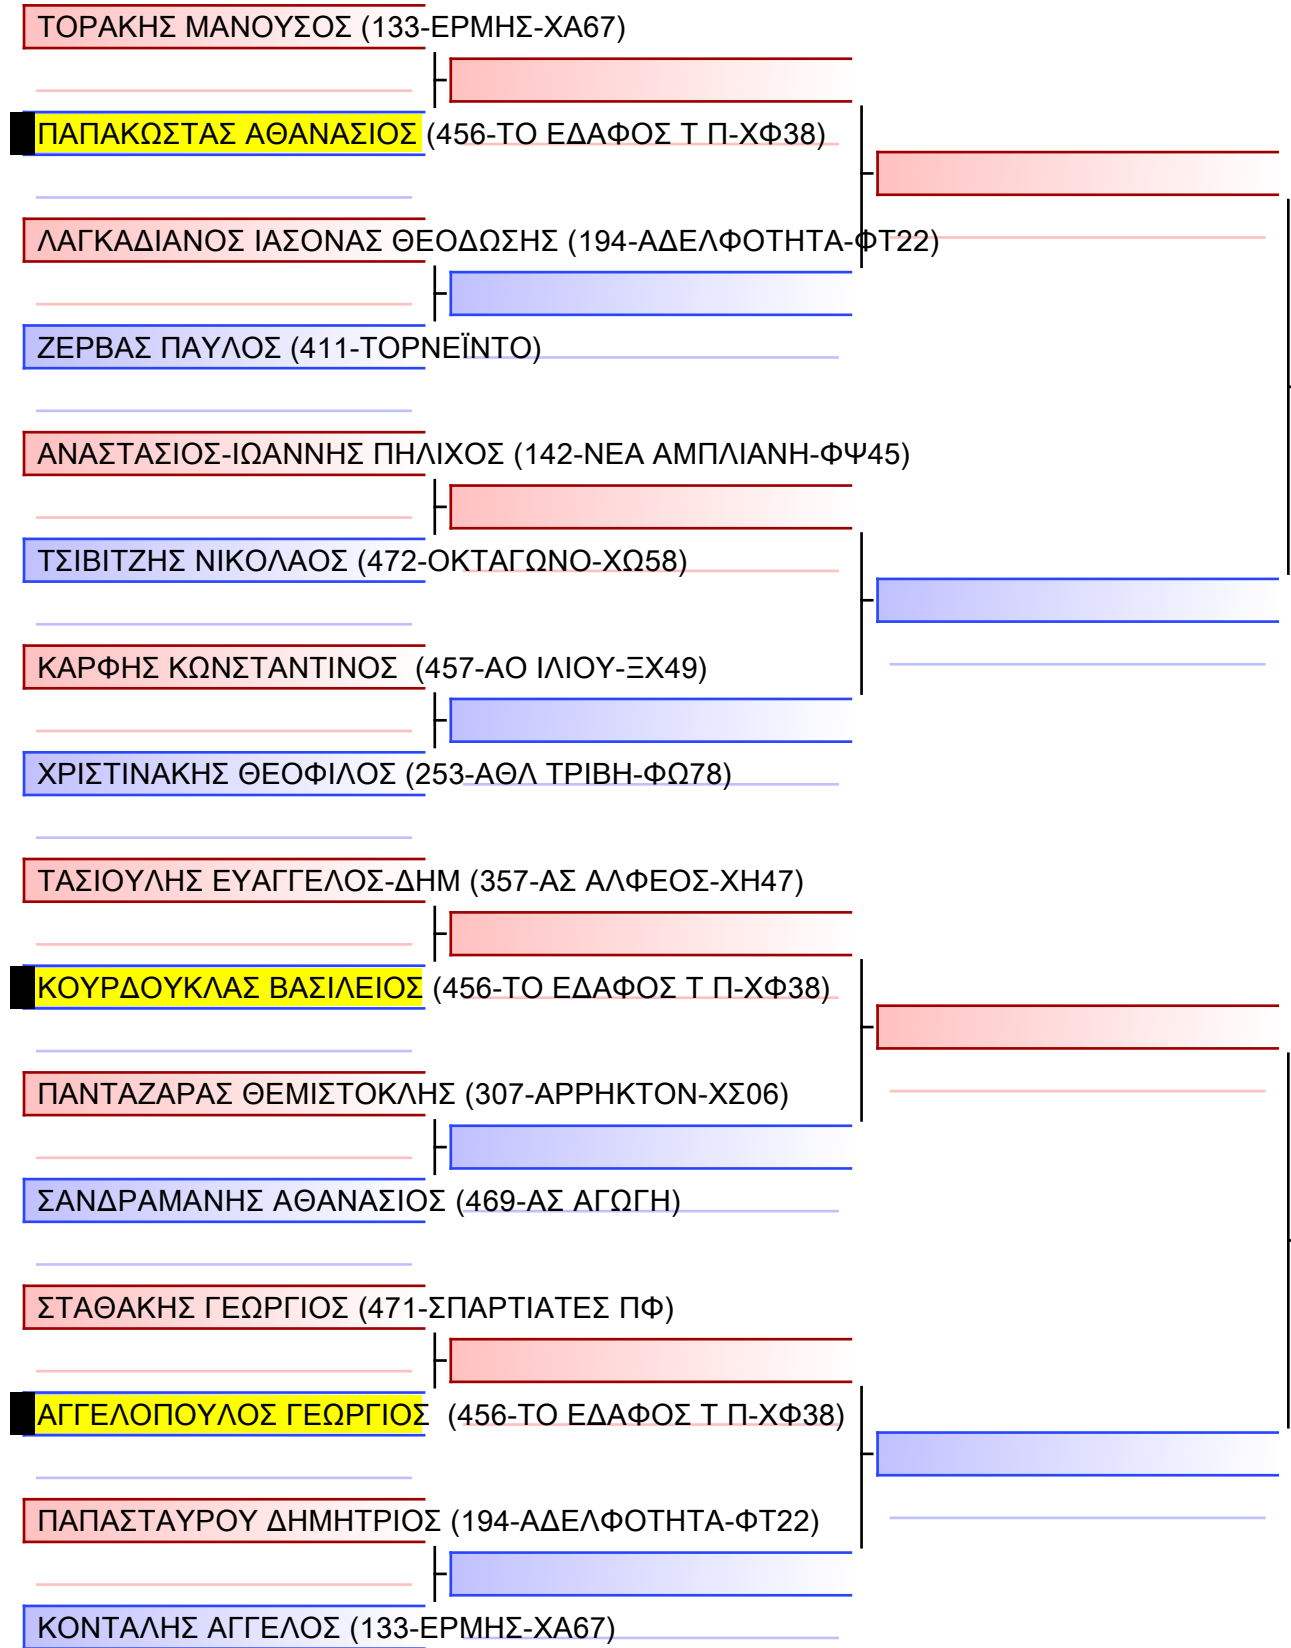 ΤΟΡΑΚΗΣ ΜΑΝΟΥΣΟΣ (133-ΕΡΜΗΣ-ΧΑ67)
ΠΑΠΑΚΩΣΤΑΣ ΑΘΑΝΑΣΙΟΣ (456-ΤΟ ΕΔΑΦΟΣ Τ Π-ΧΦ38)
ΛΑΓΚΑΔΙΑΝΟΣ ΙΑΣΟΝΑΣ ΘΕΟΔΩΣΗΣ (194-ΑΔΕΛΦΟΤΗΤΑ-ΦΤ22)
ΖΕΡΒΑΣ ΠΑΥΛΟΣ (411-ΤΟΡΝΕΪΝΤΟ)
ΑΝΑΣΤΑΣΙΟΣ-ΙΩΑΝΝΗΣ ΠΗΛΙΧΟΣ (142-ΝΕΑ ΑΜΠΛΙΑΝΗ-ΦΨ45)
ΤΣΙΒΙΤΖΗΣ ΝΙΚΟΛΑΟΣ (472-ΟΚΤΑΓΩΝΟ-ΧΩ58)
ΚΑΡΦΗΣ ΚΩΝΣΤΑΝΤΙΝΟΣ (457-ΑΟ ΙΛΙΟΥ-ΞΧ49)
ΧΡΙΣΤΙΝΑΚΗΣ ΘΕΟΦΙΛΟΣ (253-ΑΘΛ ΤΡΙΒΗ-ΦΩ78)
ΤΑΣΙΟΥΛΗΣ ΕΥΑΓΓΕΛΟΣ-ΔΗΜ (357-ΑΣ ΑΛΦΕΟΣ-ΧΗ47)
ΚΟΥΡΔΟΥΚΛΑΣ ΒΑΣΙΛΕΙΟΣ (456-ΤΟ ΕΔΑΦΟΣ Τ Π-ΧΦ38)
ΠΑΝΤΑΖΑΡΑΣ ΘΕΜΙΣΤΟΚΛΗΣ (307-ΑΡΡΗΚΤΟΝ-ΧΣ06)
ΣΑΝΔΡΑΜΑΝΗΣ ΑΘΑΝΑΣΙΟΣ (469-ΑΣ ΑΓΩΓΗ)
ΣΤΑΘΑΚΗΣ ΓΕΩΡΓΙΟΣ (471-ΣΠΑΡΤΙΑΤΕΣ ΠΦ)
ΑΓΓΕΛΟΠΟΥΛΟΣ ΓΕΩΡΓΙΟΣ (456-ΤΟ ΕΔΑΦΟΣ Τ Π-ΧΦ38)
ΠΑΠΑΣΤΑΥΡΟΥ ΔΗΜΗΤΡΙΟΣ (194-ΑΔΕΛΦΟΤΗΤΑ-ΦΤ22)
ΚΟΝΤΑΛΗΣ ΑΓΓΕΛΟΣ (133-ΕΡΜΗΣ-ΧΑ67)